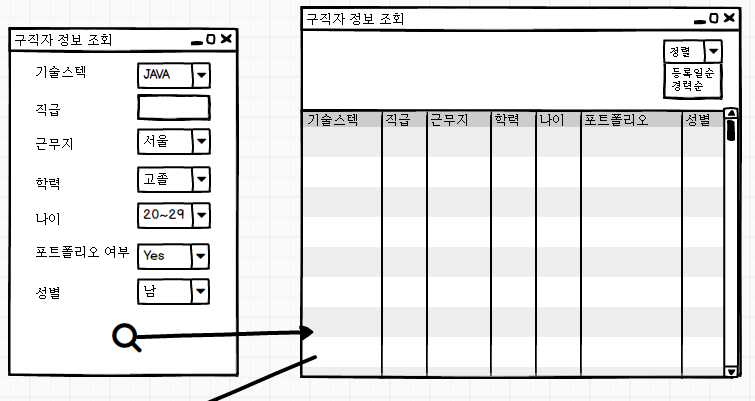 구직자 정보 조회
기술스텍 JAVA
직급
근무지 서울
학력 고졸
나이 20~29
포트폴리오 여부 Yes
성별 남
구직자 정보 조회
정렬
등록일순
경력순
기술스텍 직급 근무지 학력 나이 포트폴리오 성별